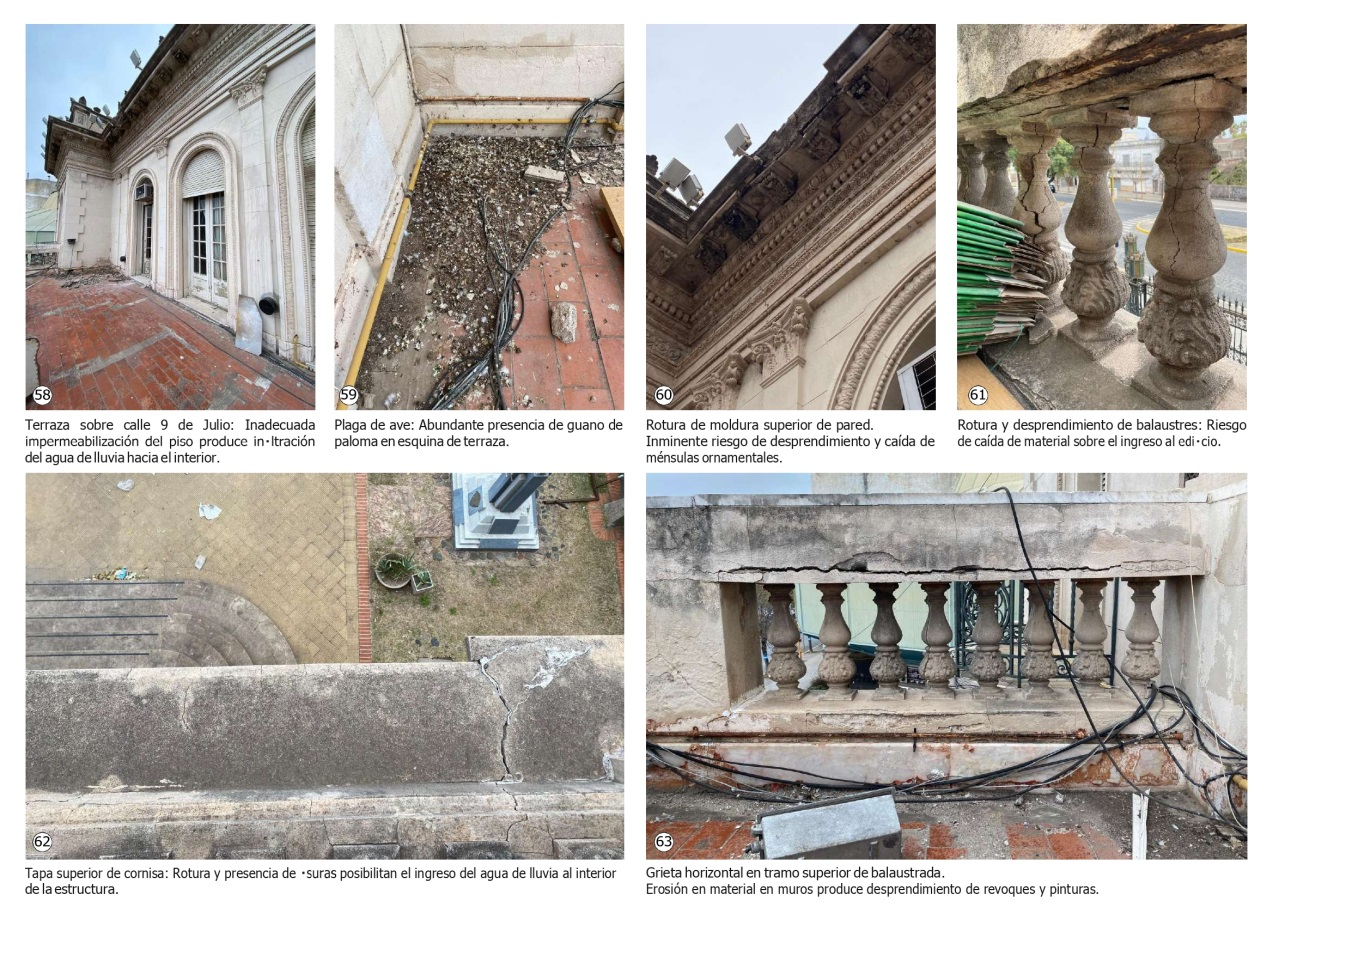 58
Terraza sobre calle 9 de Julio: Inadecuada
impermeabilización del piso produce in•ltración
del agua de lluvia hacia el interior.
59
Plaga de ave: Abundante presencia de guano de
paloma en esquina de terraza.
60
Rotura de moldura superior de pared.
Inminente riesgo de desprendimiento y caída de
ménsulas ornamentales.
61
Rotura y desprendimiento de balaustres: Riesgo
de caída de material sobre el ingreso al edi•cio.
62
Tapa superior de cornisa: Rotura y presencia de •suras posibilitan el ingreso del agua de lluvia al interior
de la estructura.
63
Grieta horizontal en tramo superior de balaustrada.
Erosión en material en muros produce desprendimiento de revoques y pinturas.